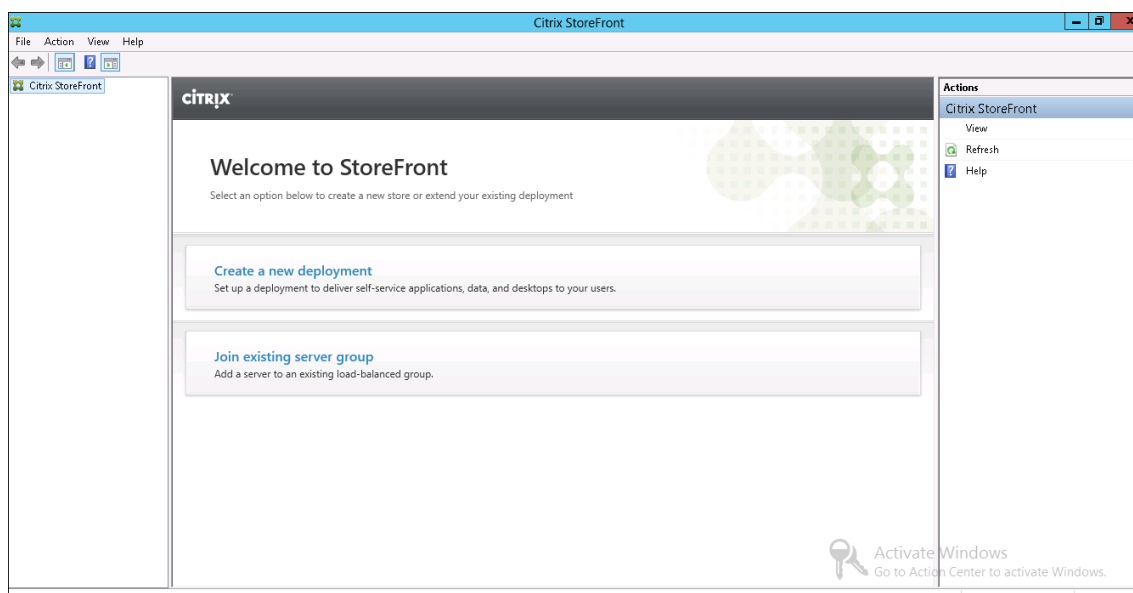 Citrix StoreFront
File Action View Help
Citrix StoreFront
CİTRIX
Welcome to StoreFront
Select an option below to create a new store or extend your existing deployment
Create a new deployment
Set up a deployment to deliver self-service applications, data, and desktops to your users.
Join existing server group
Add a server to an existing load-balanced group.
Actions
Citrix StoreFront
View
Refresh
Help
Activate Windows
Go to Action Center to activate Windows.